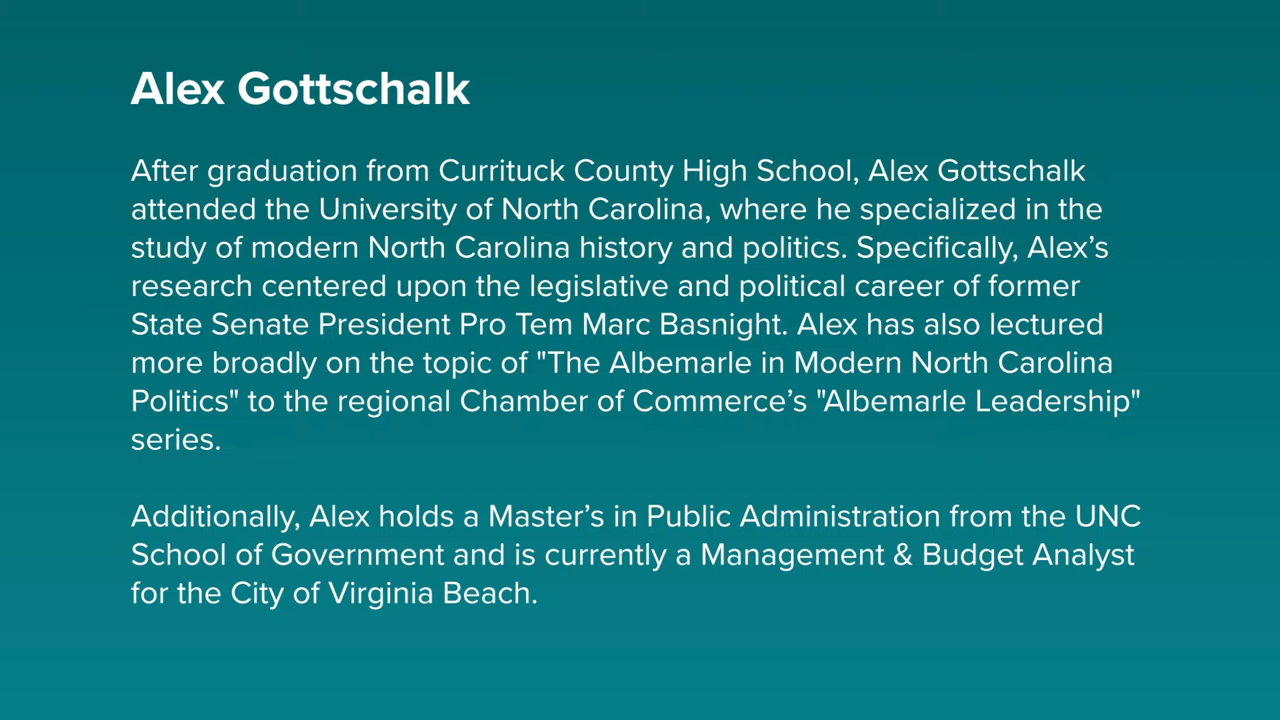 Alex Gottschalk
After graduation from Currituck County High School, Alex Gottschalk
attended the University of North Carolina, where he specialized in the
study of modern North Carolina history and politics. Specifically, Alex’s
research centered upon the legislative and political career of former
State Senate President Pro Tem Marc Basnight. Alex has also lectured
more broadly on the topic of "The Albemarle in Modern North Carolina
Politics" to the regional Chamber of Commerce’s "Albemarle Leadership"
series.
Additionally, Alex holds a Master’s in Public Administration from the UNC
School of Government and is currently a Management & Budget Analyst
for the City of Virginia Beach.